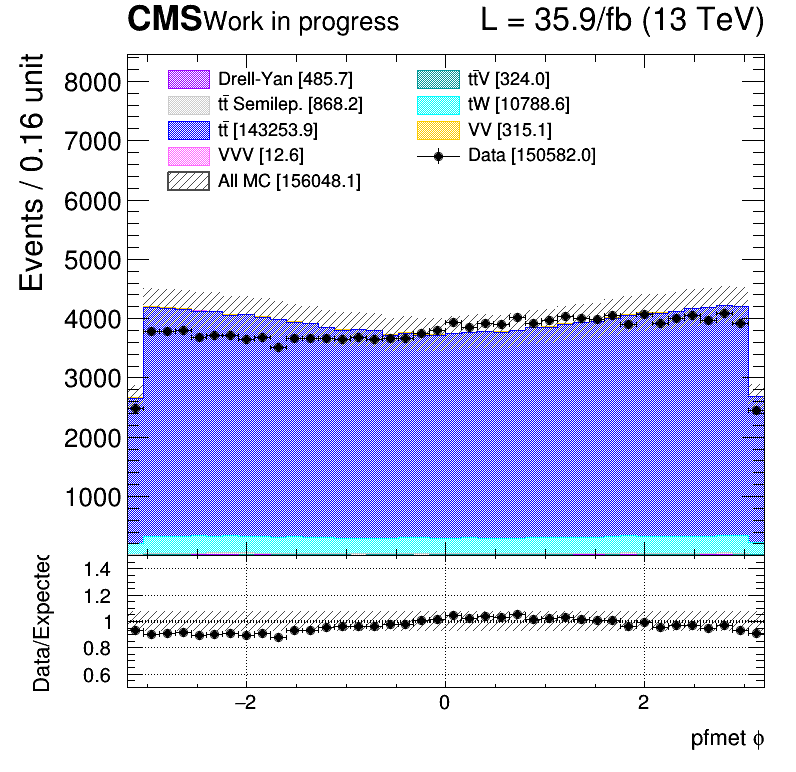 CMS Work in progress L = 35.9/fb (13 TeV)
Events / 0.16 unit
Drell-Yan [485.7]
tt̄ Semilep. [868.2]
tt̄ [143253.9]
VVV [12.6]
All MC [156048.1]
tt̄V [324.0]
tW [10788.6]
VV [315.1]
Data [150582.0]
8000
7000
6000
5000
4000
3000
2000
1000
Data/Expected
1.4
1.2
1
0.8
0.6
−2 0 2
pfmet ϕ